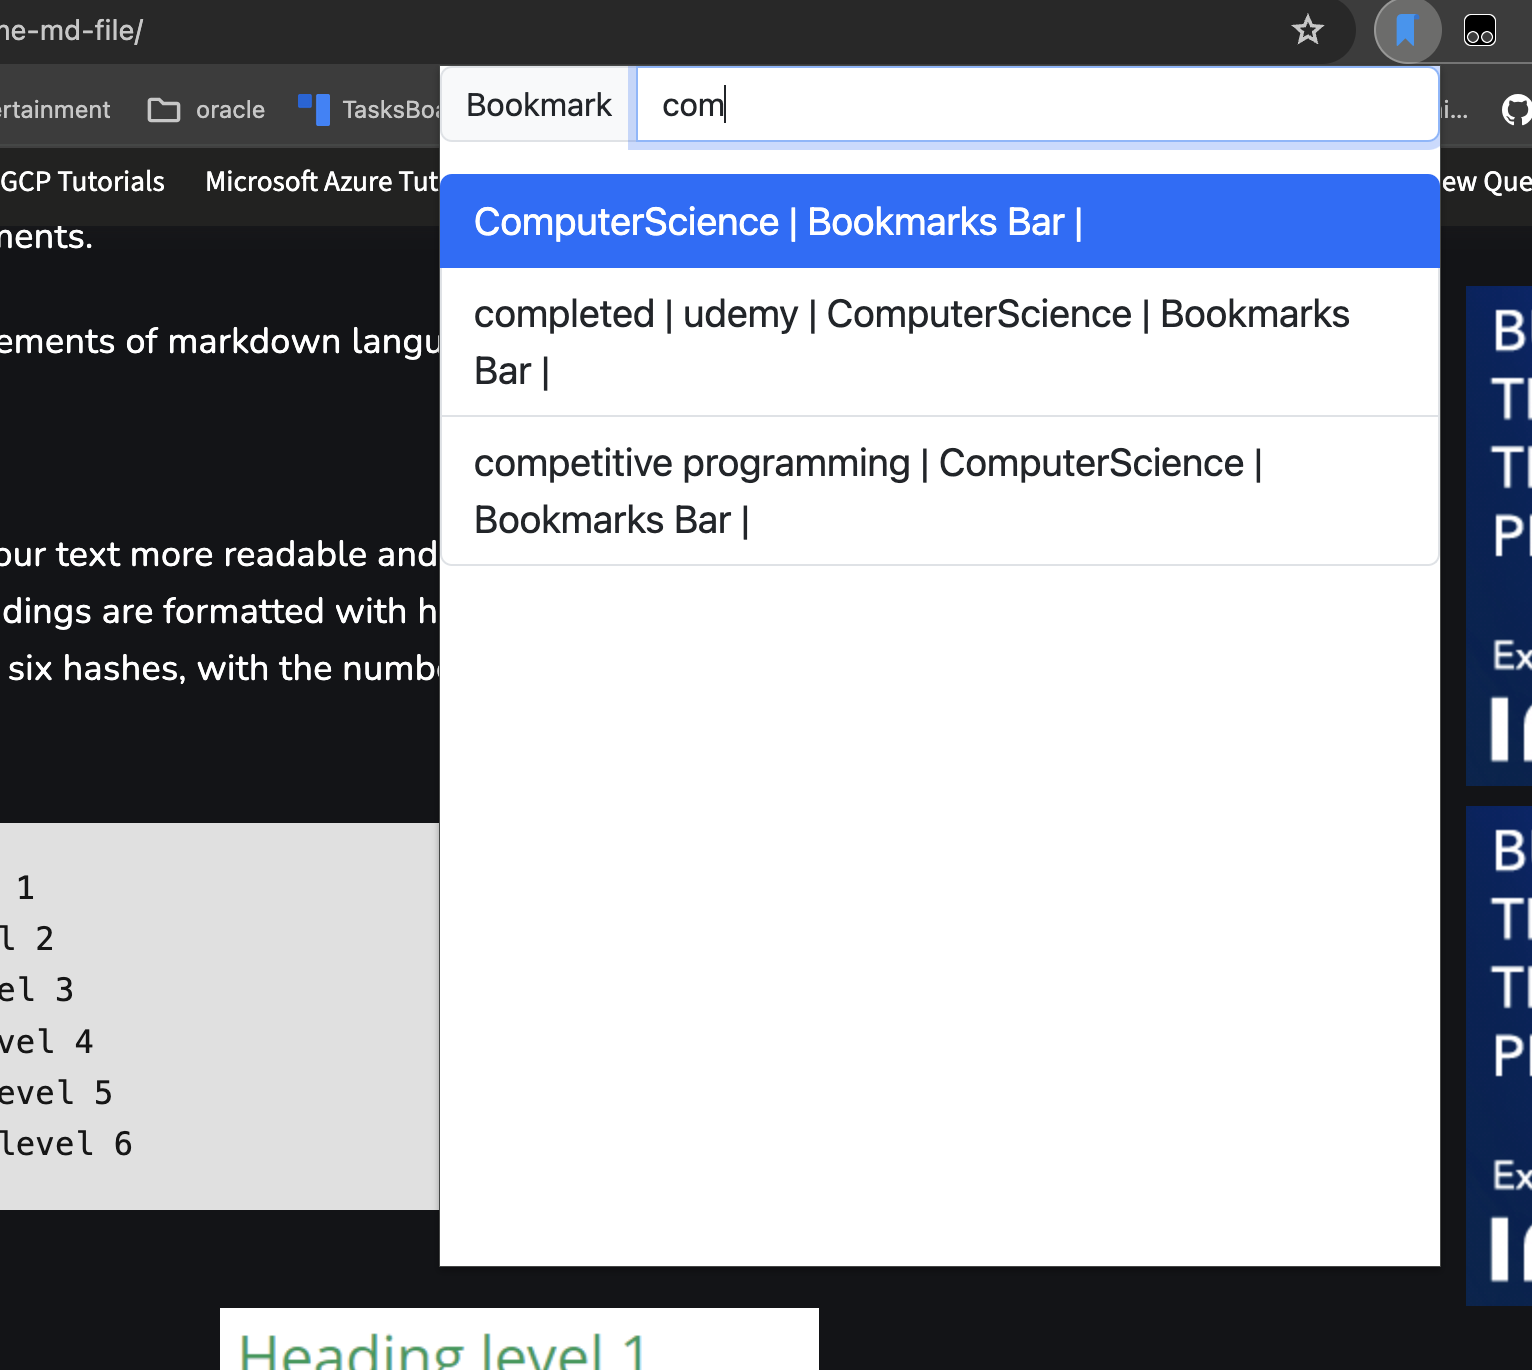 ne-md-file/
ertainment
oracle
TasksBoa
i...
Bookmark
com
GCP Tutorials
Microsoft Azure Tut
ew Que
ComputerScience | Bookmarks Bar |
completed | udemy | ComputerScience | Bookmarks
Bar |
competitive programming | ComputerScience |
Bookmarks Bar |
nents.
ements of markdown langu
our text more readable and
dings are formatted with h
six hashes, with the numbe
1
l 2
el 3
vel 4
evel 5
level 6
Heading level 1
B
T
T
P
Ex
B
T
T
P
Ex